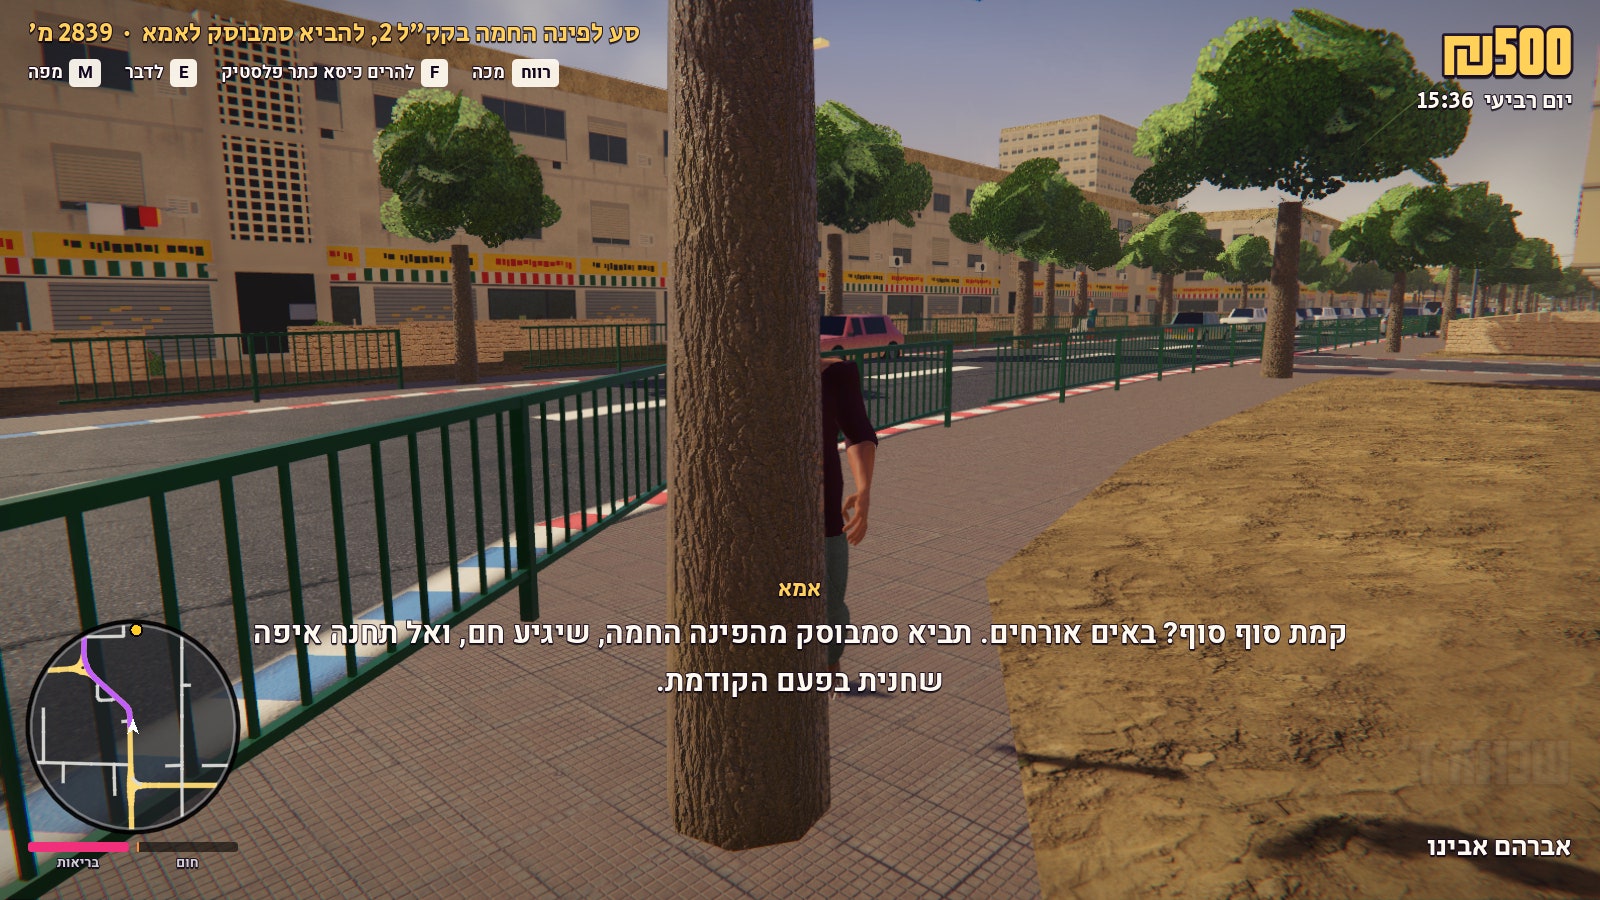 סע לפינה החמה בקק"ל 2, להביא סמבוסק לאמא · 2839 מ'
רווח מכה F להרים כיסא כתר פלסטיק E לדבר M מפה
₪500
יום רביעי 15:36
אמא
קמת סוף סוף? באים אורחים. תביא סמבוסק מהפינה החמה, שיגיע חם, ואל תחנה איפה
שחנית בפעם הקודמת.
בריאות
חום
אברהם אבינו